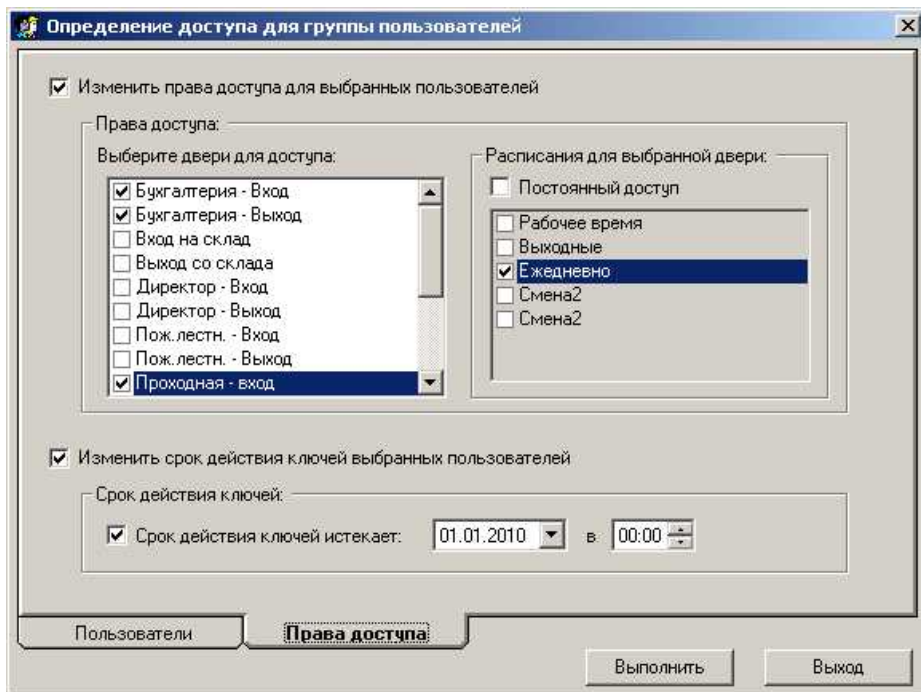 Определение доступа для группы пользователей
Изменить права доступа для выбранных пользователей
Права доступа:
Выберите двери для доступа:
Бухгалтерия - Вход
Бухгалтерия - Выход
Вход на склад
Выход со склада
Директор - Вход
Директор - Выход
Пож.лестн. - Вход
Пож.лестн. - Выход
Проходная - вход
Расписания для выбранной двери:
Постоянный доступ
Рабочее время
Выходные
Ежедневно
Смена2
Смена2
Изменить срок действия ключей выбранных пользователей
Срок действия ключей:
Срок действия ключей истекает: 01.01.2010 в 00:00
Пользователи Права доступа
Выполнить Выход